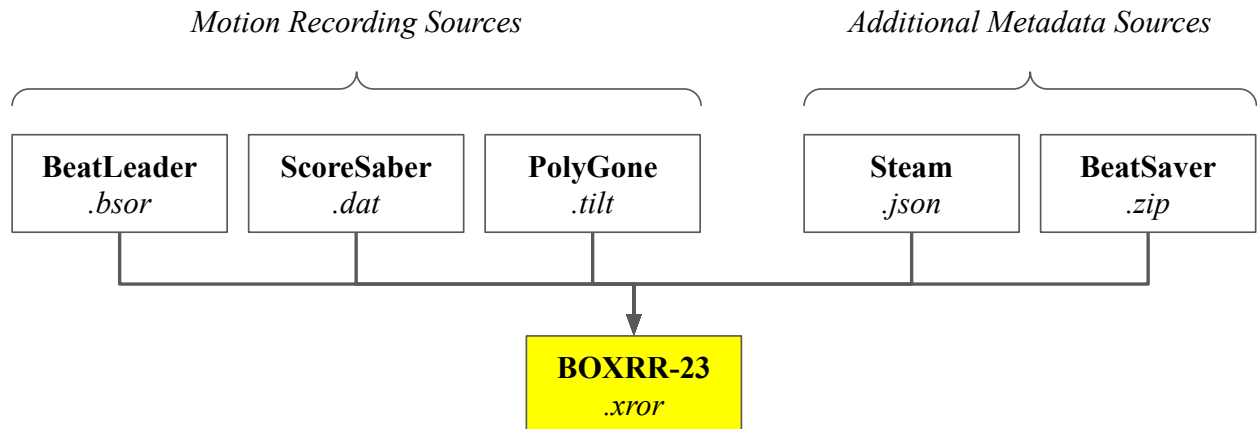 Motion Recording Sources
Additional Metadata Sources
BeatLeader
.bsor
ScoreSaber
.dat
PolyGone
.tilt
Steam
.json
BeatSaver
.zip
BOXRR-23
.xror